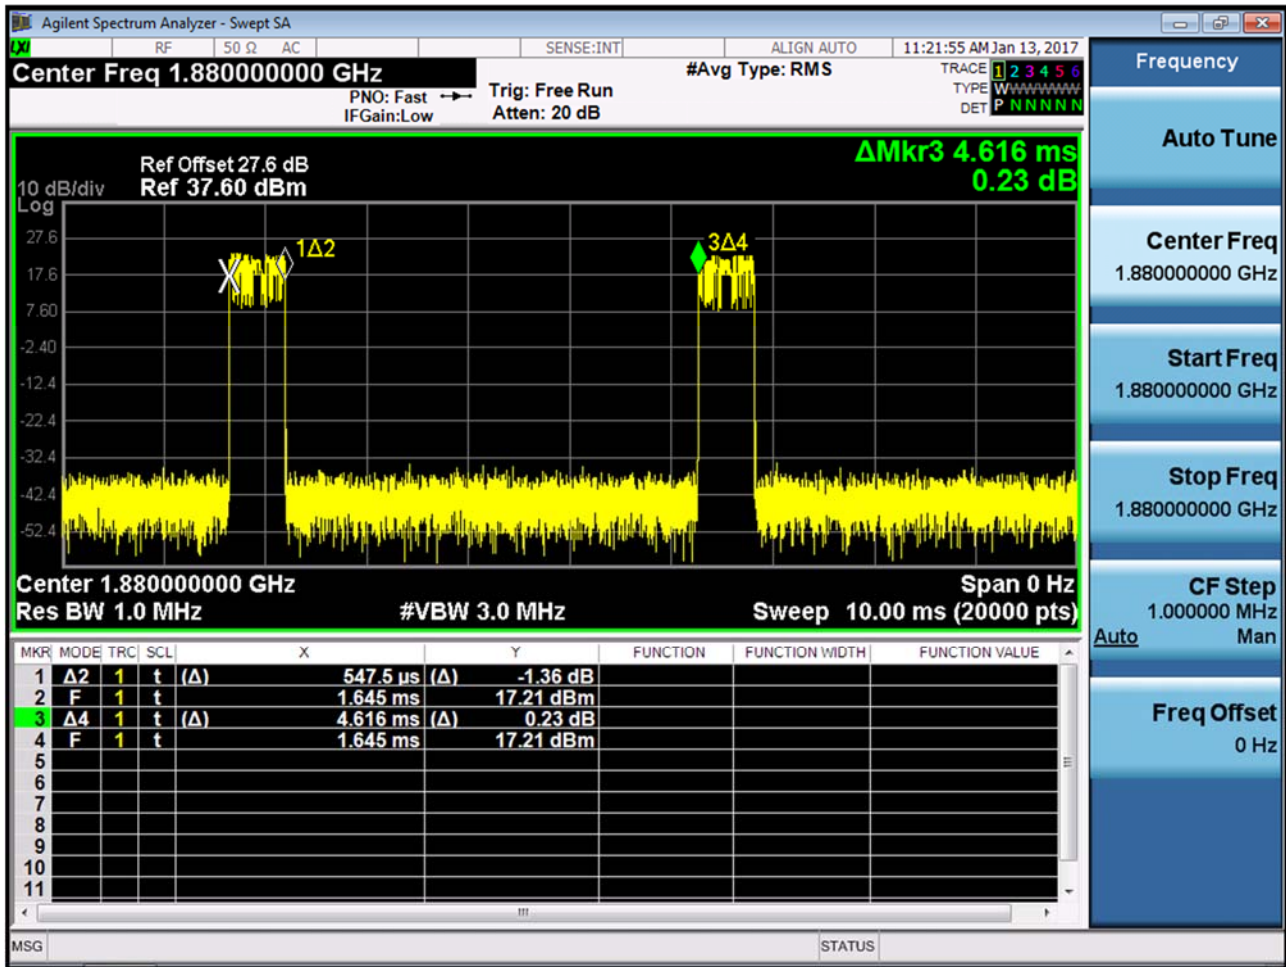 Agilent Spectrum Analyzer - Swept SA
LXI RF 50 Ω AC SENSE:INT ALIGN AUTO 11:21:55 AM Jan 13, 2017
Center Freq 1.880000000 GHz
PNO: Fast
IFGain:Low
Trig: Free Run
Atten: 20 dB
#Avg Type: RMS
TRACE 1 2 3 4 5 6
TYPE W W W W W W
DET P N N N N N
Ref Offset 27.6 dB
10 dB/div Ref 37.60 dBm
Log
ΔMkr3 4.616 ms
0.23 dB
27.6
17.6
7.60
-2.40
-12.4
-22.4
-32.4
-42.4
-52.4
X 1Δ2
3Δ4
Center 1.880000000 GHz Span 0 Hz
Res BW 1.0 MHz #VBW 3.0 MHz Sweep 10.00 ms (20000 pts)
MKR MODE TRC SCL X Y FUNCTION FUNCTION WIDTH FUNCTION VALUE
1 Δ2 1 t (Δ) 547.5 µs (Δ) -1.36 dB
2 F 1 t 1.645 ms 17.21 dBm
3 Δ4 1 t (Δ) 4.616 ms (Δ) 0.23 dB
4 F 1 t 1.645 ms 17.21 dBm
5
6
7
8
9
10
11
MSG STATUS
Frequency
Auto Tune
Center Freq
1.880000000 GHz
Start Freq
1.880000000 GHz
Stop Freq
1.880000000 GHz
CF Step
1.000000 MHz
Auto Man
Freq Offset
0 Hz